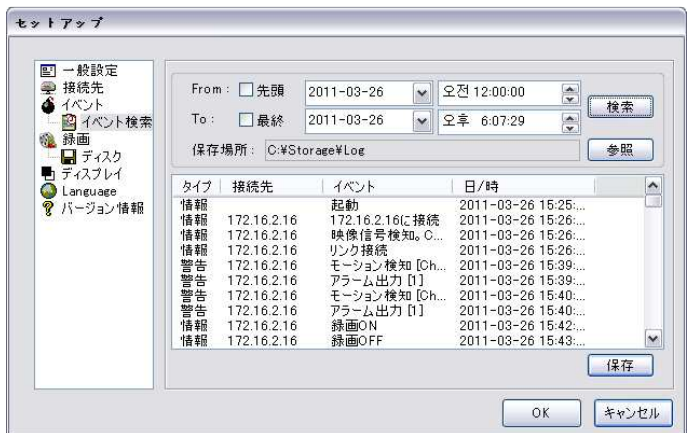 セットアップ
一般設定
接続先
イベント
イベント検索
録画
ディスク
ディスプレイ
Language
バージョン情報
From : 先頭 2011-03-26 오전 12:00:00 検索
To : 最終 2011-03-26 오후 6:07:29
保存場所 : C:¥Storage¥Log 参照
タイプ 接続先 イベント 日/時
情報 起動 2011-03-26 15:25:...
情報 172.16.2.16 172.16.2.16に接続 2011-03-26 15:26:...
情報 172.16.2.16 映像信号検知。C... 2011-03-26 15:26:...
情報 172.16.2.16 リンク接続 2011-03-26 15:26:...
警告 172.16.2.16 モーション検知 [Ch... 2011-03-26 15:39:...
警告 172.16.2.16 アラーム出力 [1] 2011-03-26 15:39:...
警告 172.16.2.16 モーション検知 [Ch... 2011-03-26 15:40:...
警告 172.16.2.16 アラーム出力 [1] 2011-03-26 15:40:...
情報 172.16.2.16 録画ON 2011-03-26 15:42:...
情報 172.16.2.16 録画OFF 2011-03-26 15:43:...
保存
OK キャンセル